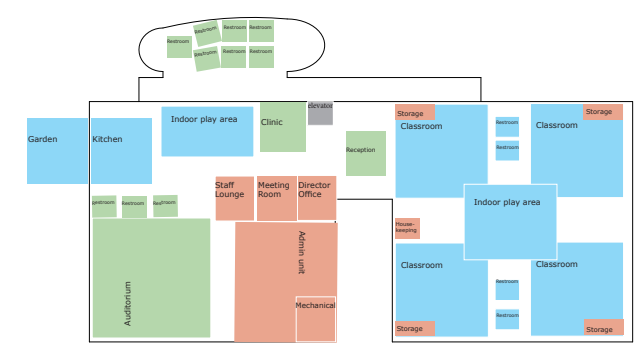 Restroom
Restroom
Restroom
Restroom
Restroom
Restroom
Restroom
Indoor play area
Clinic
elevator
Storage
Classroom
Restroom
Storage
Classroom
Garden
Kitchen
Reception
Restroom
Staff
Lounge
Meeting
Room
Director
Office
Restroom
Restroom
Restroom
Indoor play area
House-
keeping
Auditorium
Admin unit
Classroom
Classroom
Restroom
Mechanical
Restroom
Storage
Storage